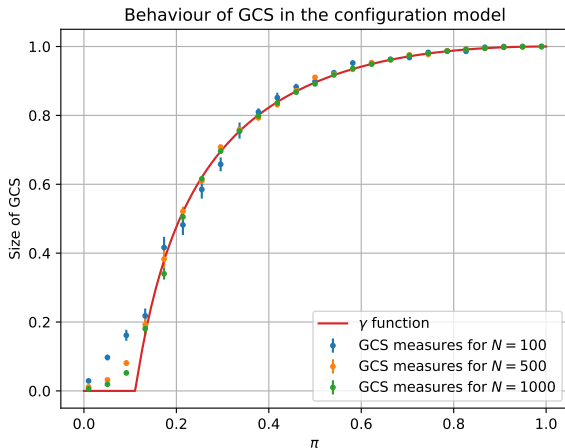 Behaviour of GCS in the configuration model
Size of GCS
1.0
0.8
0.6
0.4
0.2
0.0
0.0 0.2 0.4 0.6 0.8 1.0
π
γ function
GCS measures for N = 100
GCS measures for N = 500
GCS measures for N = 1000